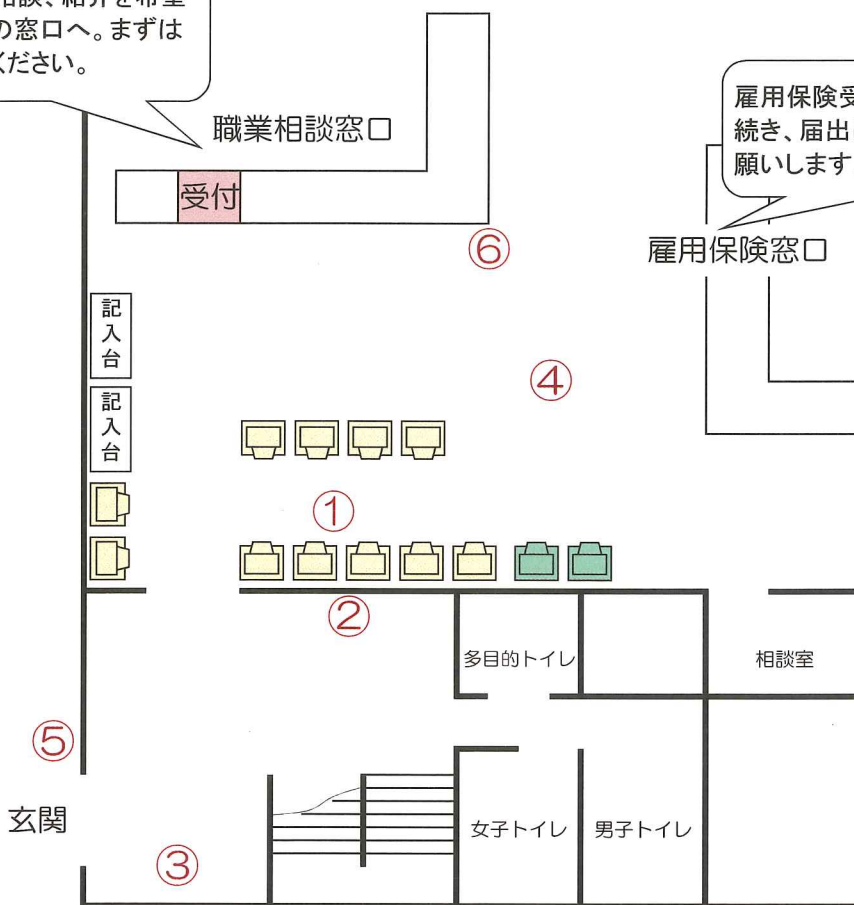 相談、紹介を希望
の窓口へ。まずは
ください。
職業相談窓口
受付
雇用保険受
続き、届出
願いします
雇用保険窓口
⑥
④
記入台
記入台
①
②
多目的トイレ
相談室
⑤
玄関
女子トイレ
男子トイレ
③